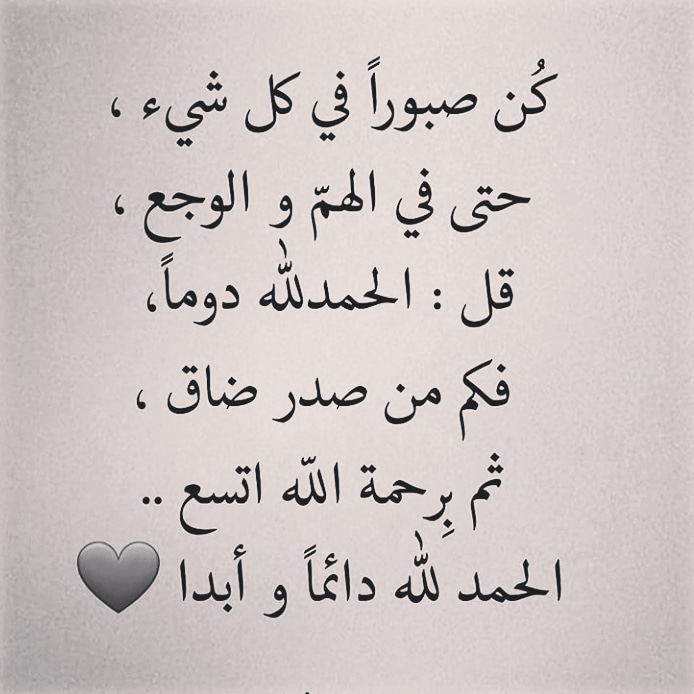 كُن صبوراً في كل شيء ،
حتى في الهمّ و الوجع ،
قل : الحمدلله دوماً،
فكم من صدر ضاق ،
ثم بِرحمة الله اتسع ..
الحمد لله دائماً و أبدا 🖤